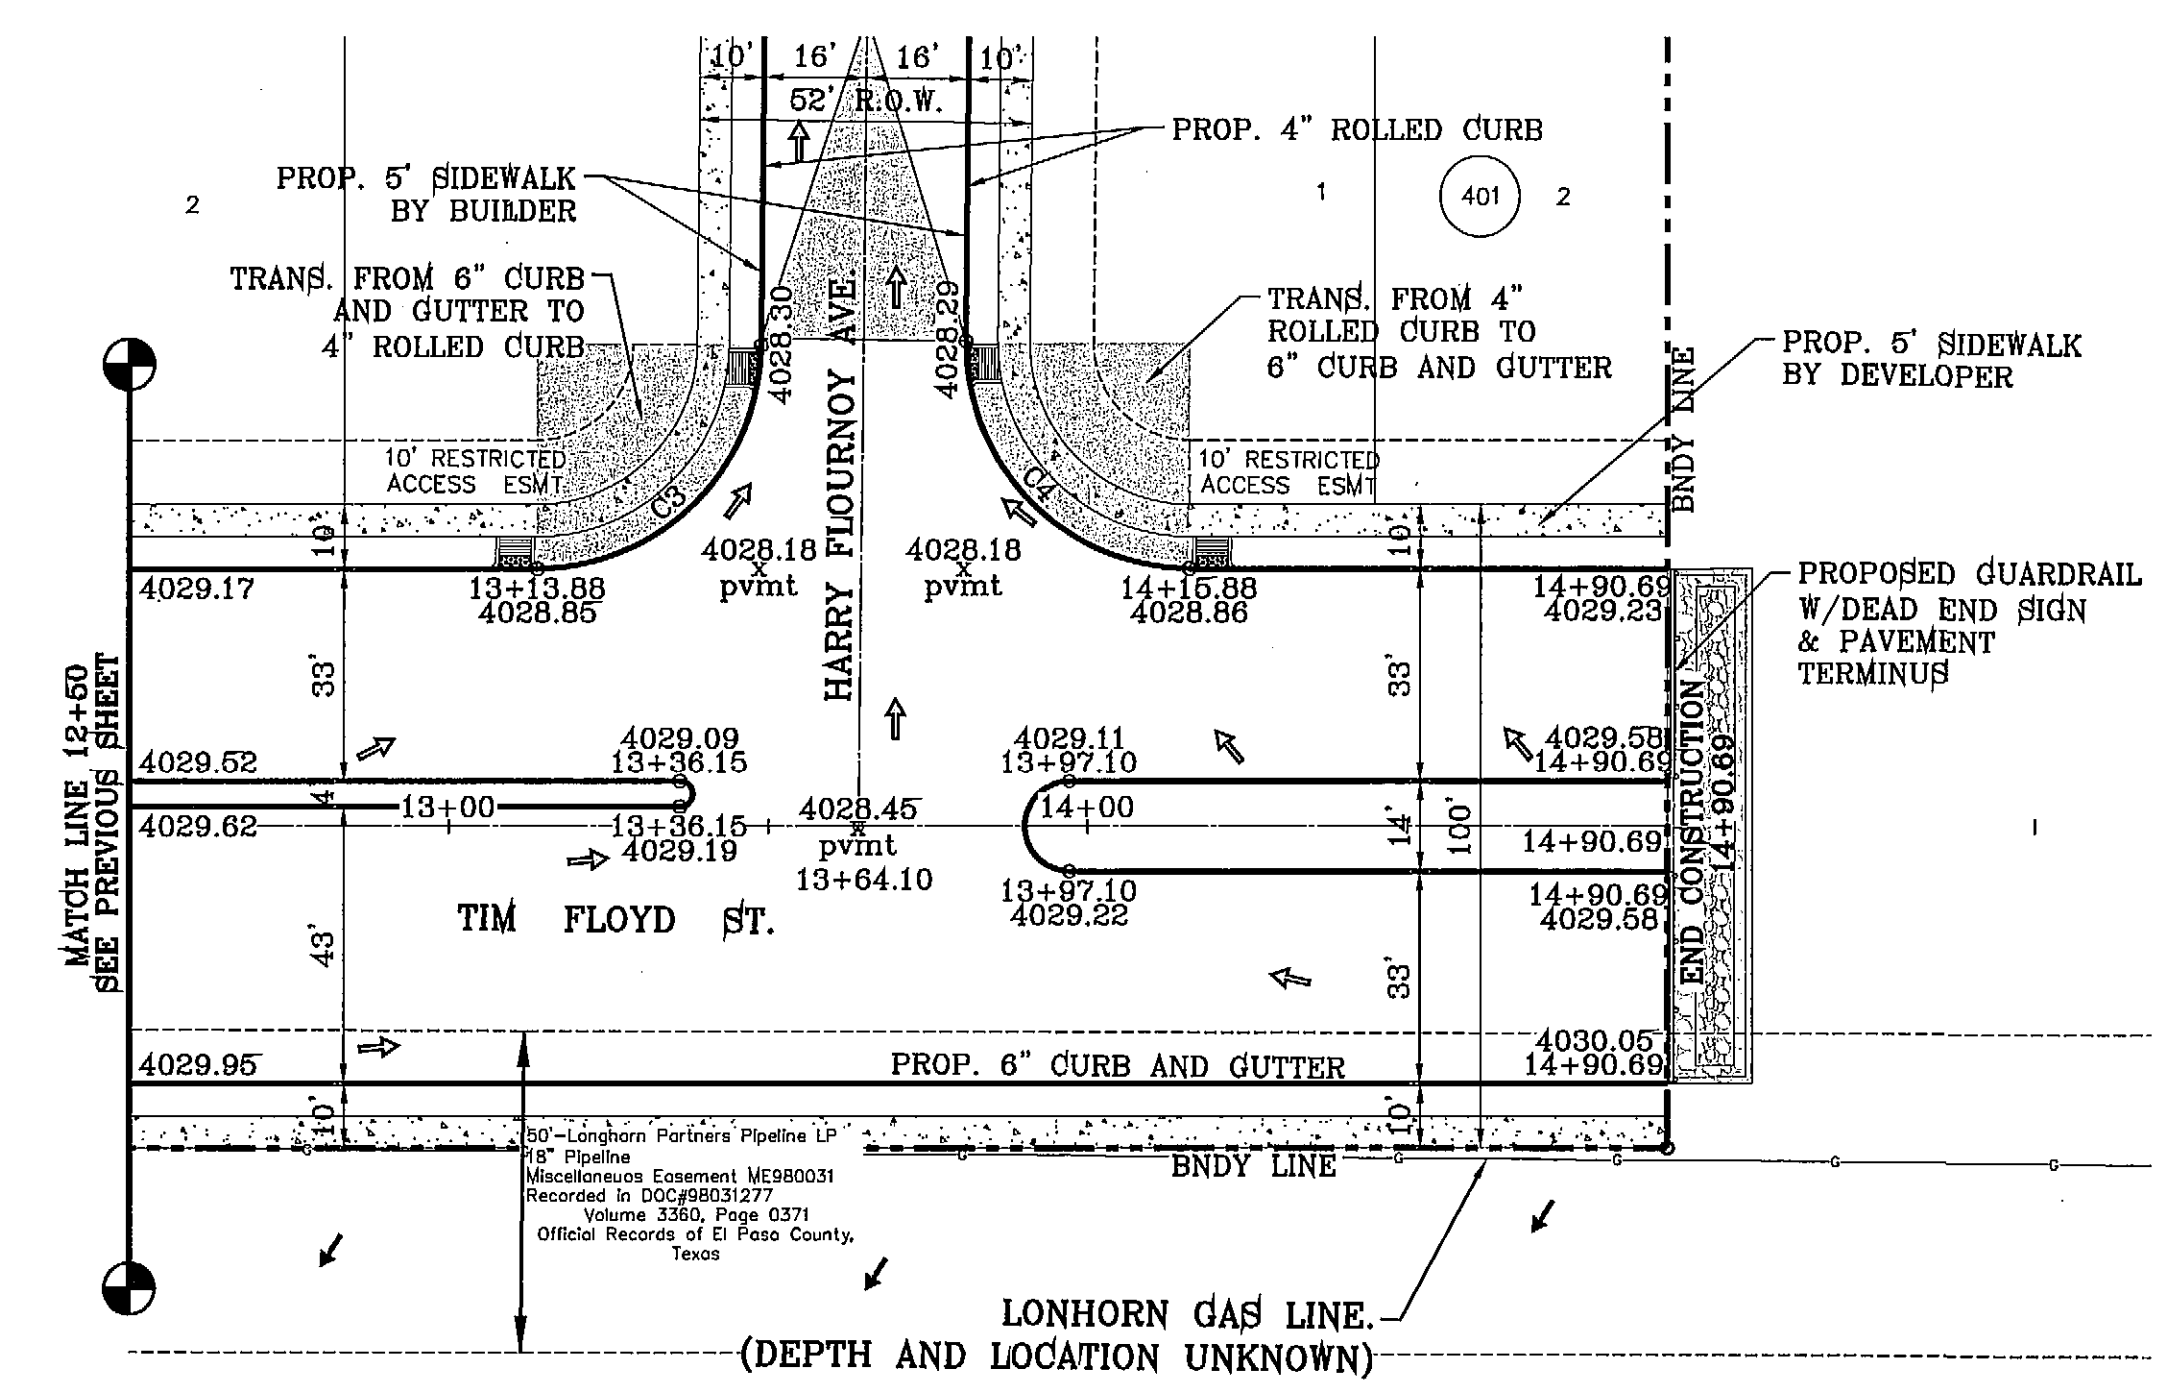 10' 16' 16' 10'
52' R.O.W.
PROP. 4" ROLLED CURB
PROP. 5' SIDEWALK
BY BUILDER
2
1
401
2
TRANS. FROM 6" CURB
AND GUTTER TO
4" ROLLED CURB
TRANS. FROM 4"
ROLLED CURB TO
6" CURB AND GUTTER
PROP. 5' SIDEWALK
BY DEVELOPER
4028.30
4028.29
HARRY FLOURNOY AVE.
BNDY LINE
10' RESTRICTED
ACCESS ESMT
10' RESTRICTED
ACCESS ESMT
C3
C4
10'
10'
4028.18
pvmt
4028.18
pvmt
4029.17
13+13.88
4028.85
14+15.88
4028.86
14+90.69
4029.23
PROPOSED GUARDRAIL
W/DEAD END SIGN
& PAVEMENT
TERMINUS
MATCH LINE 12+50
SEE PREVIOUS SHEET
33'
33'
4029.52
4029.09
13+36.15
4029.11
13+97.10
4029.58
14+90.69
END CONSTRUCTION
14+90.69
4'
13+00
4029.62
13+36.15
4029.19
4028.45
pvmt
13+64.10
14+00
14'
100'
14+90.69
13+97.10
4029.22
14+90.69
4029.58
TIM FLOYD ST.
43'
33'
4030.05
14+90.69
4029.95
PROP. 6" CURB AND GUTTER
10'
10'
50'-Longhorn Partners Pipeline LP
18" Pipeline
Miscellaneuos Easement ME980031
Recorded in DOC#98031277
Volume 3360, Page 0371
Official Records of El Paso County,
Texas
G
G
G
G
G
G
BNDY LINE
LONHORN GAS LINE.
(DEPTH AND LOCATION UNKNOWN)